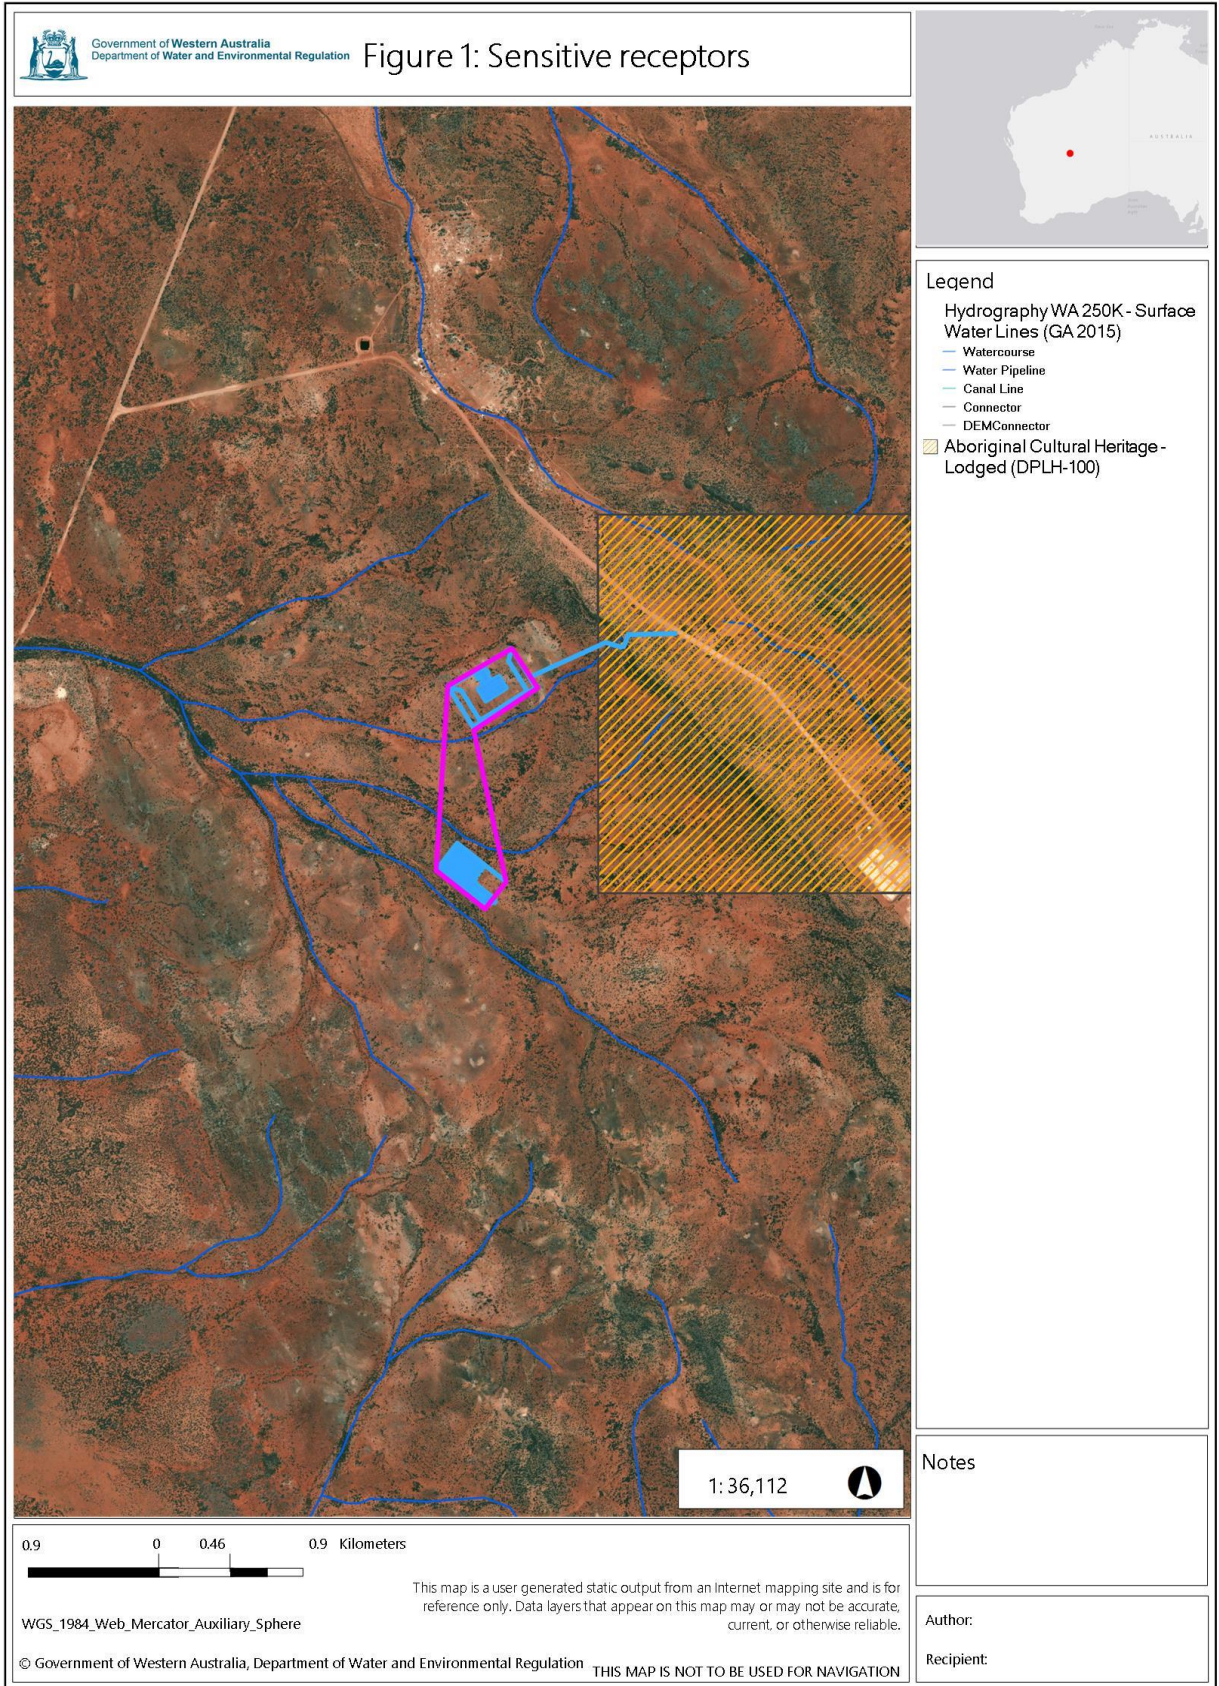 Government of Western Australia
Department of Water and Environmental Regulation
Figure 1: Sensitive receptors
AUSTRALIA
Legend
Hydrography WA 250K - Surface
Water Lines (GA 2015)
Watercourse
Water Pipeline
Canal Line
Connector
DEMConnector
Aboriginal Cultural Heritage -
Lodged (DPLH-100)
1: 36,112
Notes
0.9 0 0.46 0.9 Kilometers
This map is a user generated static output from an Internet mapping site and is for
reference only. Data layers that appear on this map may or may not be accurate,
current, or otherwise reliable.
WGS_1984_Web_Mercator_Auxiliary_Sphere
© Government of Western Australia, Department of Water and Environmental Regulation
THIS MAP IS NOT TO BE USED FOR NAVIGATION
Author:
Recipient: